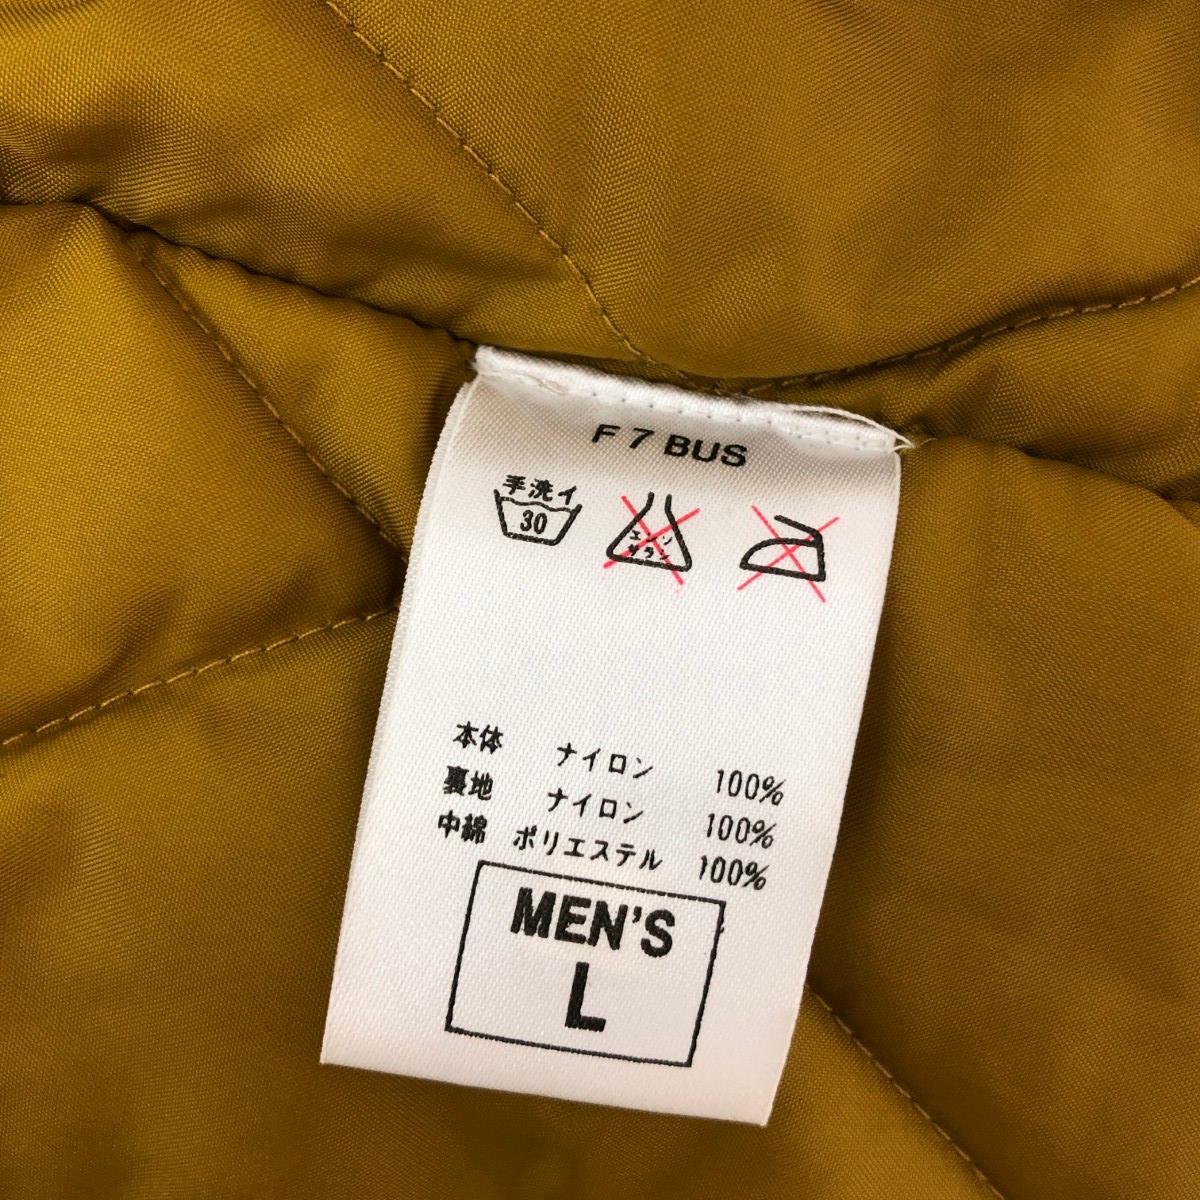 F 7 BUS
手洗イ
30
エンソ
サラシ
本体 ナイロン 100%
裏地 ナイロン 100%
中綿 ポリエステル 100%
MEN'S
L